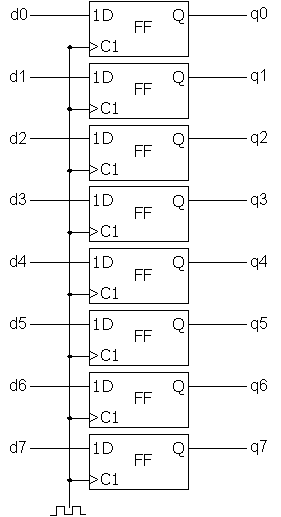 d0 1D FF Q q0
C1
d1 1D FF Q q1
C1
d2 1D FF Q q2
C1
d3 1D FF Q q3
C1
d4 1D FF Q q4
C1
d5 1D FF Q q5
C1
d6 1D FF Q q6
C1
d7 1D FF Q q7
C1